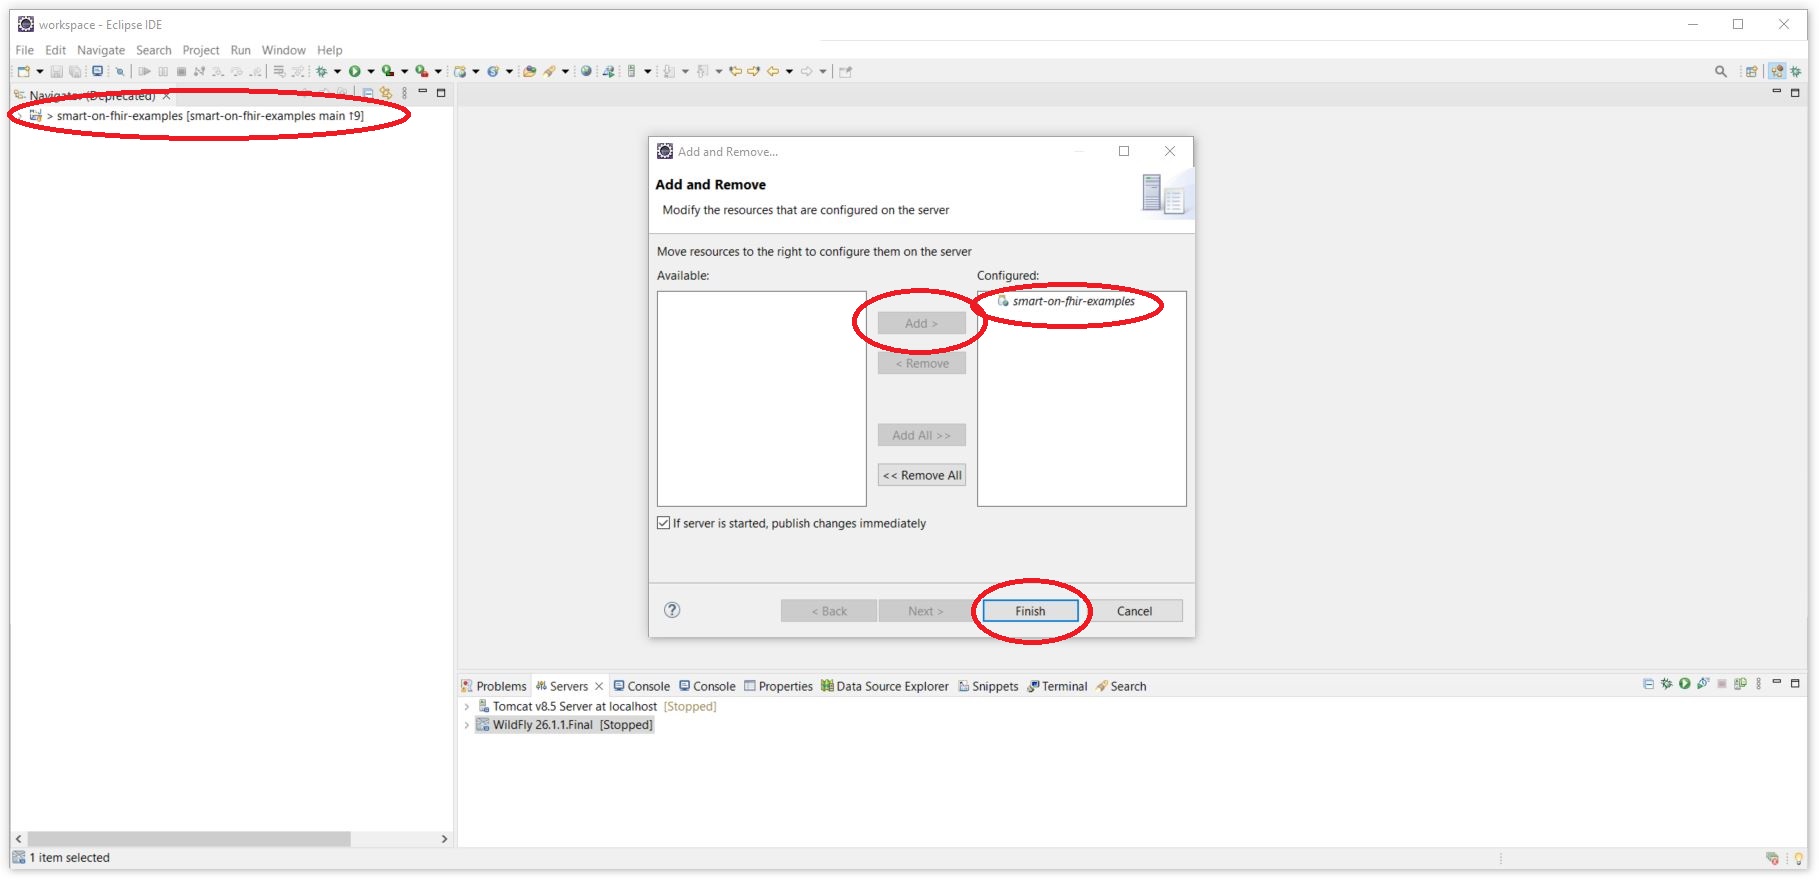 workspace - Eclipse IDE
File Edit Navigate Search Project Run Window Help
Navigator (Deprecated)
> smart-on-fhir-examples [smart-on-fhir-examples main ↑9]
Add and Remove...
Add and Remove
Modify the resources that are configured on the server
Move resources to the right to configure them on the server
Available:
Configured:
smart-on-fhir-examples
Add >
< Remove
Add All >>
<< Remove All
If server is started, publish changes immediately
< Back Next > Finish Cancel
Problems Servers Console Console Properties Data Source Explorer Snippets Terminal Search
Tomcat v8.5 Server at localhost [Stopped]
WildFly 26.1.1.Final [Stopped]
1 item selected